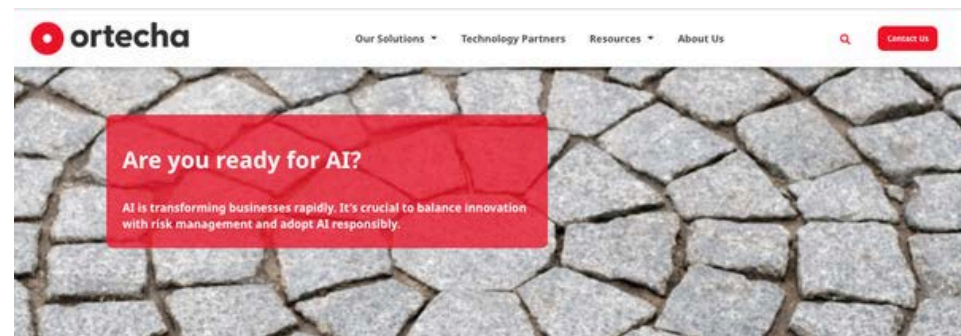 ortecha
Our Solutions
Technology Partners
Resources
About Us
Contact Us
Are you ready for AI?
AI is transforming businesses rapidly. It's crucial to balance innovation
with risk management and adopt AI responsibly.